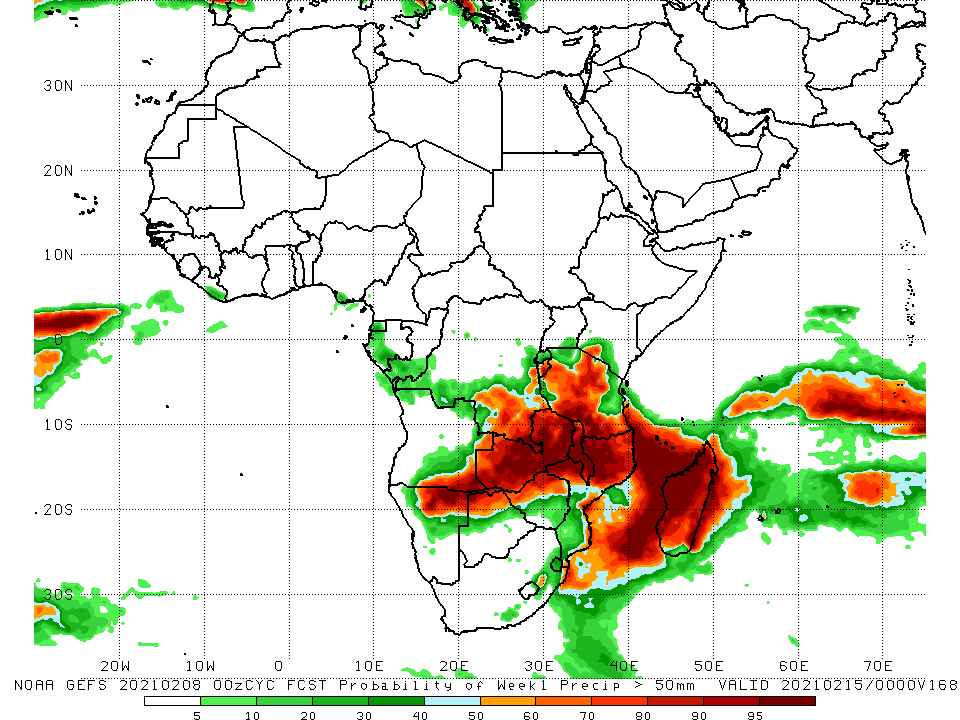 30N
20N
10N
0
10S
20S
30S
20W 10W 0 10E 20E 30E 40E 50E 60E 70E
NOAA GEFS 20210208 00zCYC FCST Probability of Week1 Precip > 50mm VALID 20210215/0000V168
5 10 20 30 40 50 60 70 80 90 95